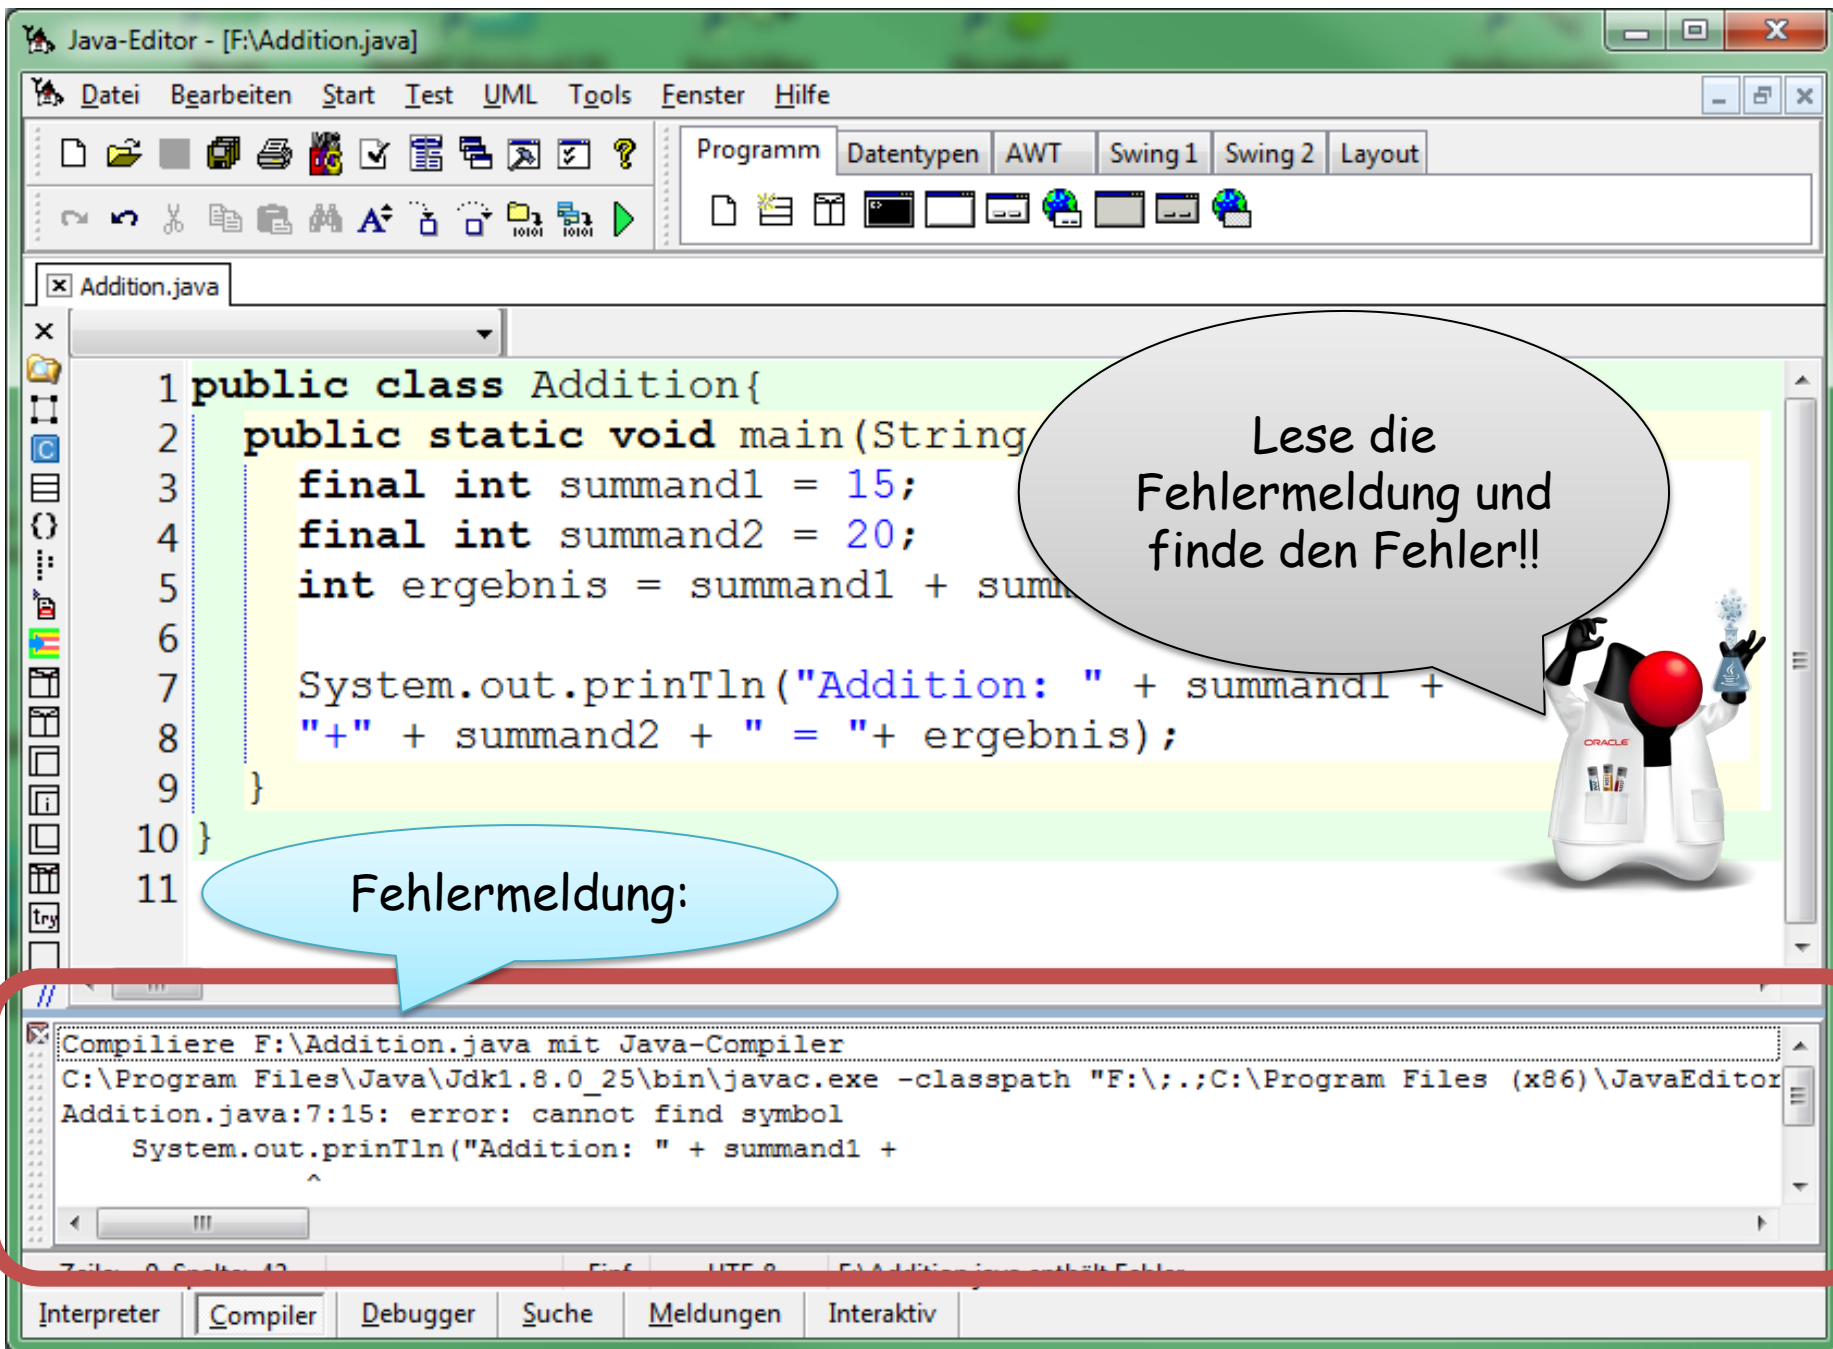 Java-Editor - [F:\Addition.java]
Datei Bearbeiten Start Test UML Tools Fenster Hilfe
Programm Datentypen AWT Swing 1 Swing 2 Layout
Addition.java
1 public class Addition{
2 public static void main(String
3 final int summand1 = 15;
4 final int summand2 = 20;
5 int ergebnis = summand1 +
6
7 System.out.prinTln("Addition: " + summand1 +
8 "+" + summand2 + " = "+ ergebnis);
9 }
10 }
11
Lese die
Fehlermeldung und
finde den Fehler!!
ORACLE
Fehlermeldung:
try
//
Compiliere F:\Addition.java mit Java-Compiler
C:\Program Files\Java\Jdk1.8.0_25\bin\javac.exe -classpath "F:\;.;C:\Program Files (x86)\JavaEditor
Addition.java:7:15: error: cannot find symbol
System.out.prinTln("Addition: " + summand1 +
^
Interpreter Compiler Debugger Suche Meldungen Interaktiv